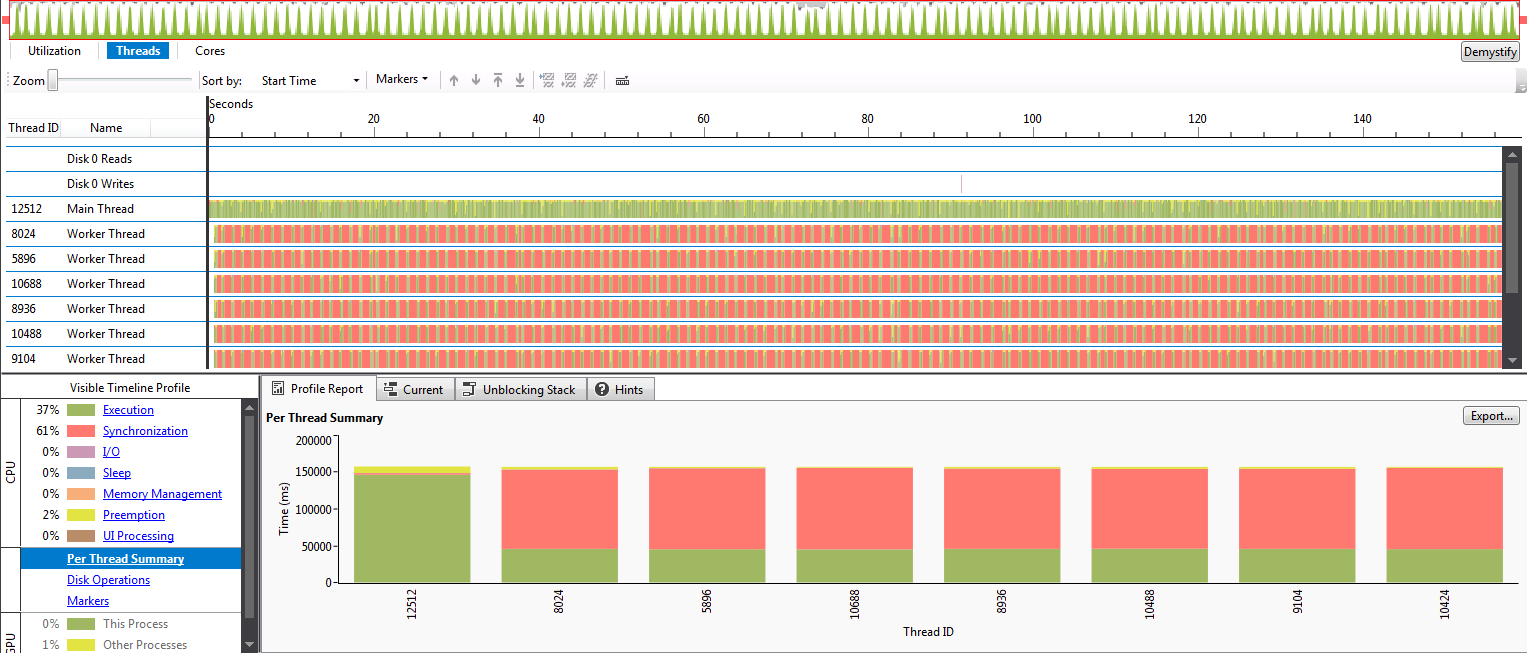 Utilization Threads Cores Demystify
Zoom Sort by: Start Time Markers
Seconds
Thread ID Name 0 20 40 60 80 100 120 140
Disk 0 Reads
Disk 0 Writes
12512 Main Thread
8024 Worker Thread
5896 Worker Thread
10688 Worker Thread
8936 Worker Thread
10488 Worker Thread
9104 Worker Thread
Visible Timeline Profile
CPU
37% Execution
61% Synchronization
0% I/O
0% Sleep
0% Memory Management
2% Preemption
0% UI Processing
Per Thread Summary
Disk Operations
Markers
GPU
0% This Process
1% Other Processes
Profile Report Current Unblocking Stack Hints
Per Thread Summary Export...
Time (ms)
200000
150000
100000
50000
0
12512 8024 5896 10688 8936 10488 9104 10424
Thread ID